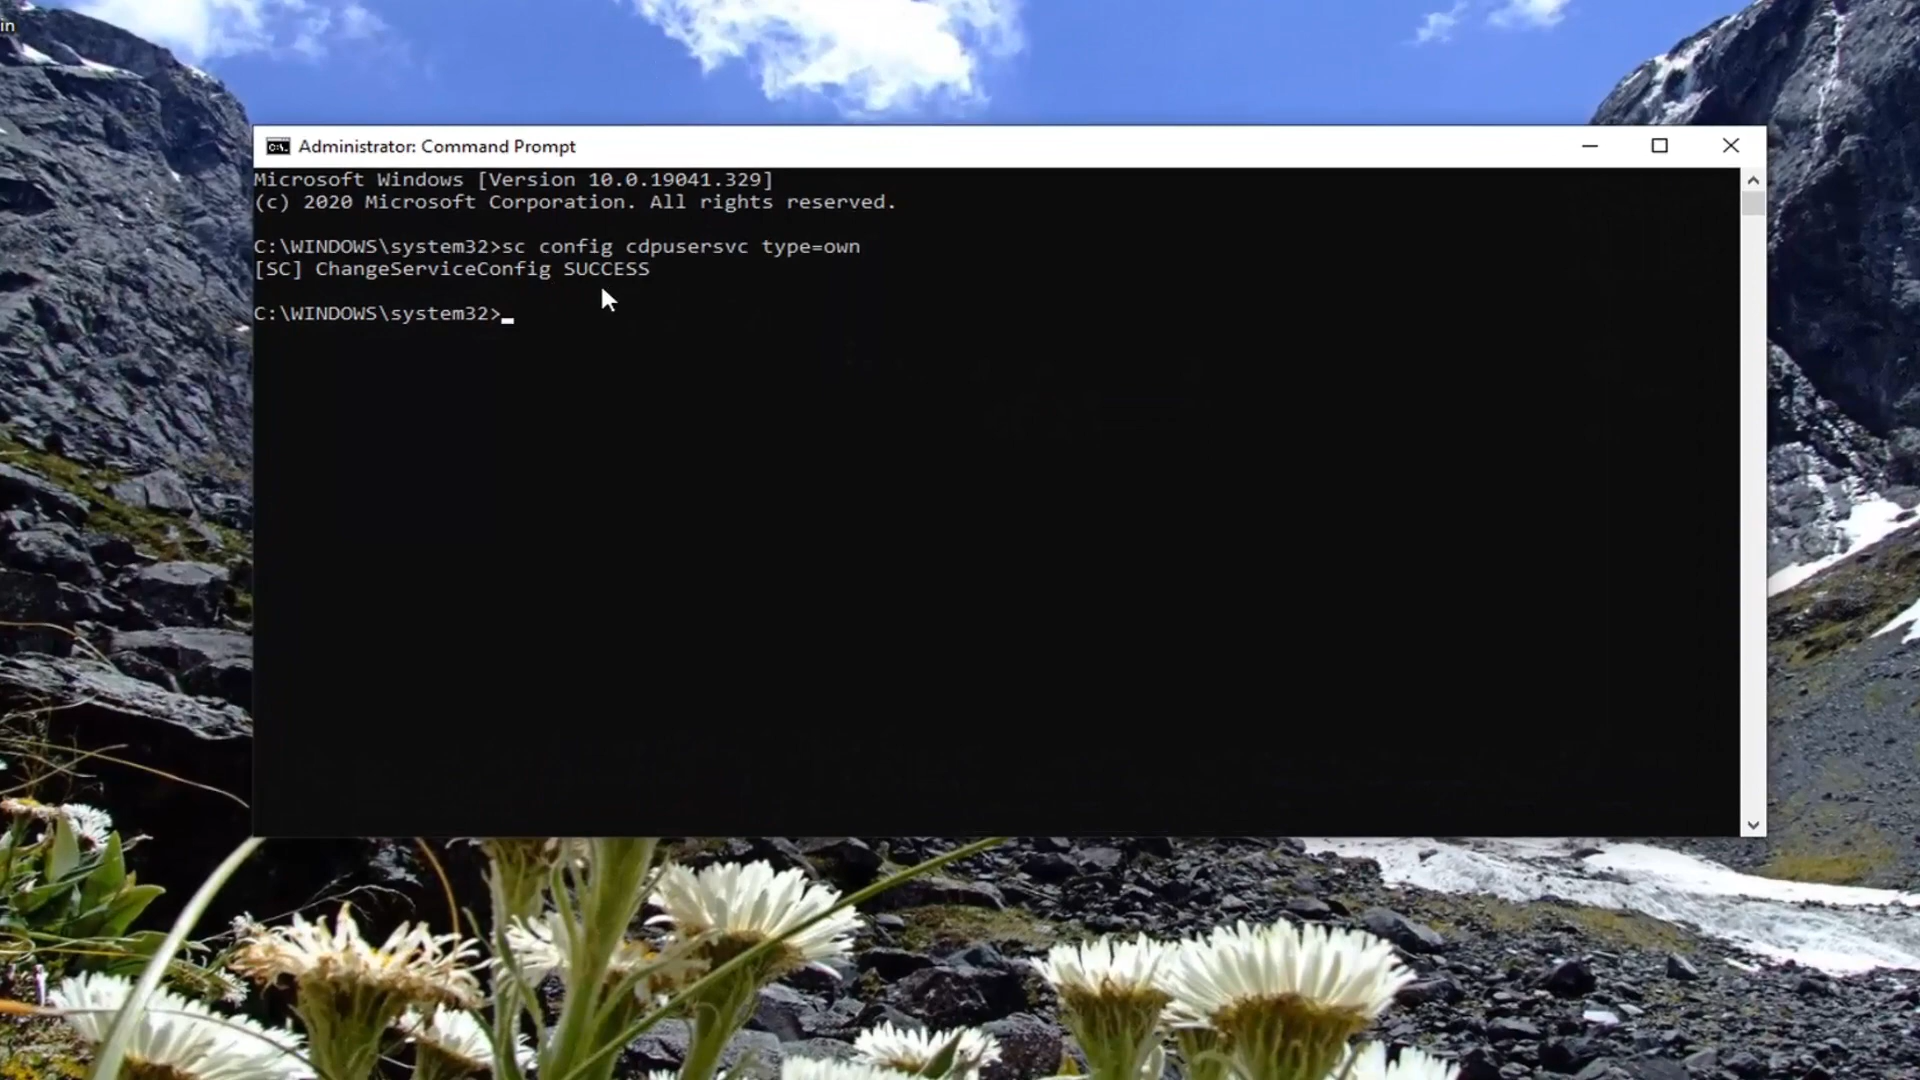 in
Administrator: Command Prompt
Microsoft Windows [Version 10.0.19041.329]
(c) 2020 Microsoft Corporation. All rights reserved.
C:\WINDOWS\system32>sc config cdpusersvc type=own
[SC] ChangeServiceConfig SUCCESS
C:\WINDOWS\system32>